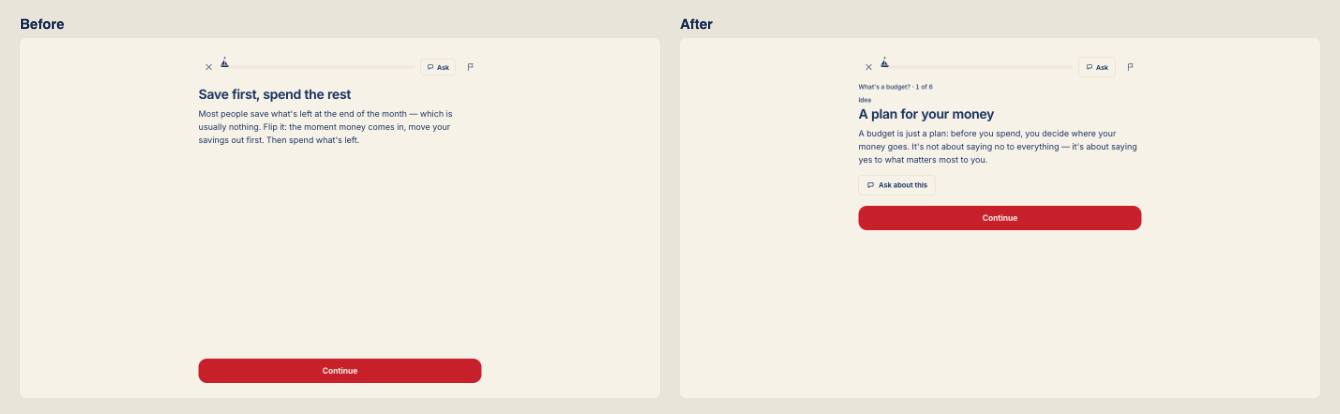 Before
Ask
Save first, spend the rest
Most people save what's left at the end of the month — which is
usually nothing. Flip it: the moment money comes in, move your
savings out first. Then spend what's left.
Continue
After
Ask
What's a budget? · 1 of 6
Idea
A plan for your money
A budget is just a plan: before you spend, you decide where your
money goes. It's not about saying no to everything — it's about saying
yes to what matters most to you.
Ask about this
Continue